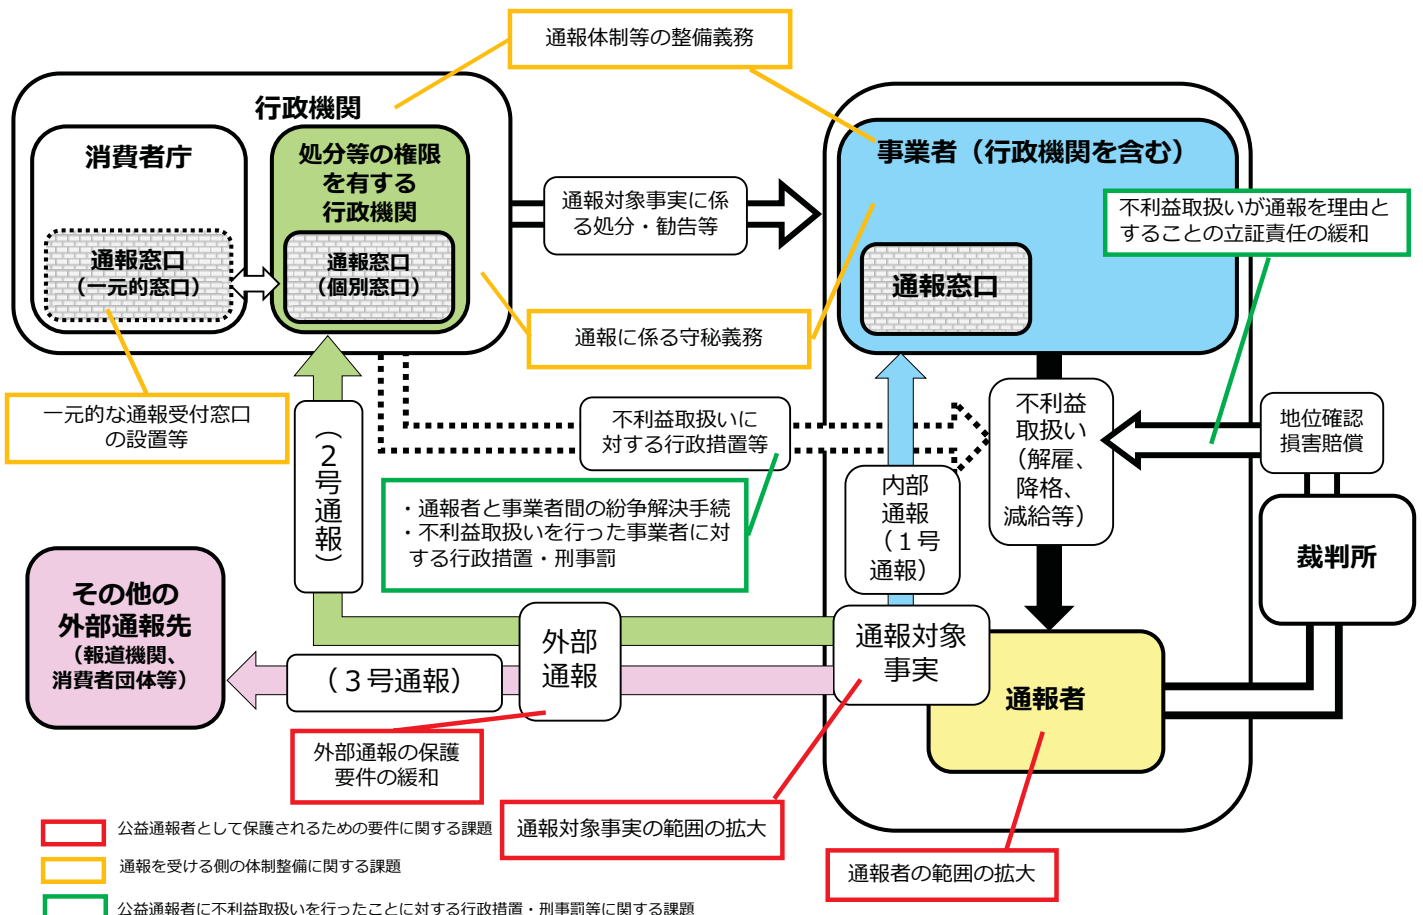 通報体制等の整備義務
行政機関
消費者庁
処分等の権限
を有する
行政機関
通報窓口
（一元的窓口）
通報窓口
（個別窓口）
通報対象事実に係
る処分・勧告等
事業者（行政機関を含む）
通報窓口
不利益取扱いが通報を理由と
することの立証責任の緩和
通報に係る守秘義務
一元的な通報受付窓口
の設置等
（２号通報）
不利益取扱いに
対する行政措置等
不利益
取扱い
（解雇、
降格、
減給等）
地位確認
損害賠償
・通報者と事業者間の紛争解決手続
・不利益取扱いを行った事業者に対
する行政措置・刑事罰
内部
通報
（１号
通報）
裁判所
その他の
外部通報先
（報道機関、
消費者団体等）
外部
通報
（３号通報）
通報対象
事実
通報者
外部通報の保護
要件の緩和
通報対象事実の範囲の拡大
通報者の範囲の拡大
公益通報者として保護されるための要件に関する課題
通報を受ける側の体制整備に関する課題
公益通報者に不利益取扱いを行ったことに対する行政措置・刑事罰等に関する課題